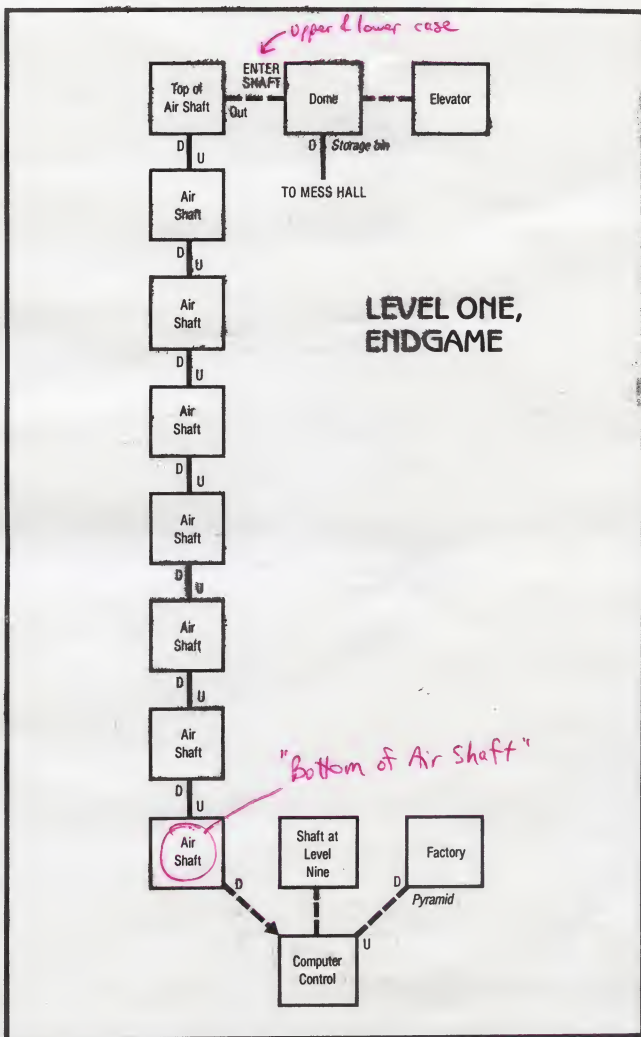 upper & lower case
ENTER
SHAFT
Top of
Air Shaft
Out
Dome
Elevator
D
U
D Storage bin
TO MESS HALL
Air
Shaft
D
U
Air
Shaft
LEVEL ONE,
ENDGAME
D
U
Air
Shaft
D
U
Air
Shaft
D
U
Air
Shaft
D
U
Air
Shaft
"Bottom of Air Shaft"
D
U
Air
Shaft
D
Shaft at
Level
Nine
Factory
D
Pyramid
U
Computer
Control